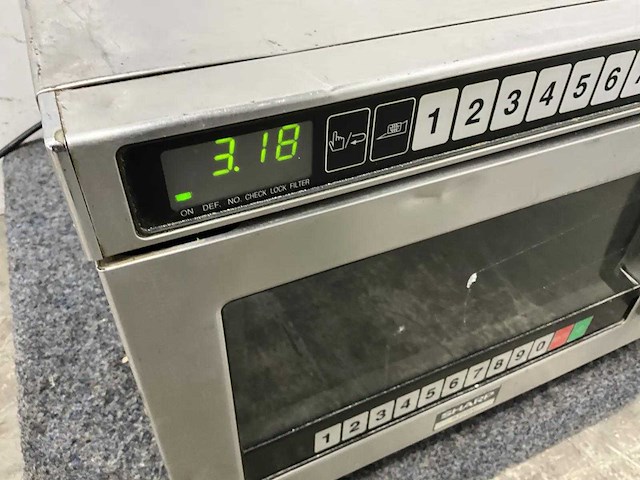 3.18
ON DEF. NO. CHECK LOCK FILTER
1 2 3 4 5 6
1 2 3 4 5 6 7 8 9 0
SHARP